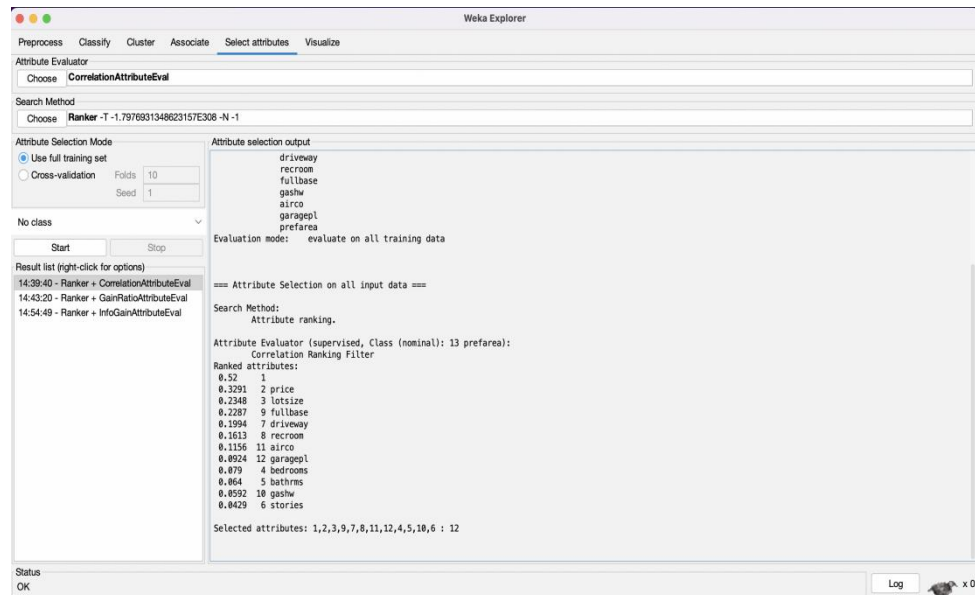 Weka Explorer
Preprocess Classify Cluster Associate Select attributes Visualize
Attribute Evaluator
Choose CorrelationAttributeEval
Search Method
Choose Ranker -T -1.7976931348623157E308 -N -1
Attribute Selection Mode
Use full training set
Cross-validation Folds 10
Seed 1
No class
Start Stop
Result list (right-click for options)
14:39:40 - Ranker + CorrelationAttributeEval
14:43:20 - Ranker + GainRatioAttributeEval
14:54:49 - Ranker + InfoGainAttributeEval
Attribute selection output
driveway
recroom
fullbase
gashw
airco
garagepl
prefarea
Evaluation mode: evaluate on all training data
=== Attribute Selection on all input data ===
Search Method:
Attribute ranking.
Attribute Evaluator (supervised, Class (nominal): 13 prefarea):
Correlation Ranking Filter
Ranked attributes:
0.52 1
0.3291 2 price
0.2348 3 lotsize
0.2287 9 fullbase
0.1994 7 driveway
0.1613 8 recroom
0.1156 11 airco
0.0924 12 garagepl
0.079 4 bedrooms
0.064 5 bathrms
0.0592 10 gashw
0.0429 6 stories
Selected attributes: 1,2,3,9,7,8,11,12,4,5,10,6 : 12
Status
OK
Log x 0